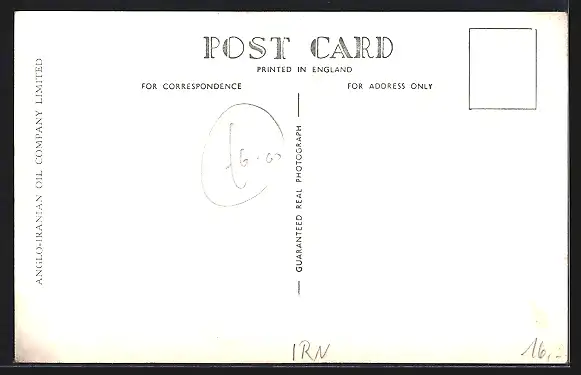 POST CARD
PRINTED IN ENGLAND
FOR CORRESPONDENCE
FOR ADDRESS ONLY
ANGLO-IRANIAN OIL COMPANY LIMITED
£6.00
GUARANTEED REAL PHOTOGRAPH
IRN
16,-